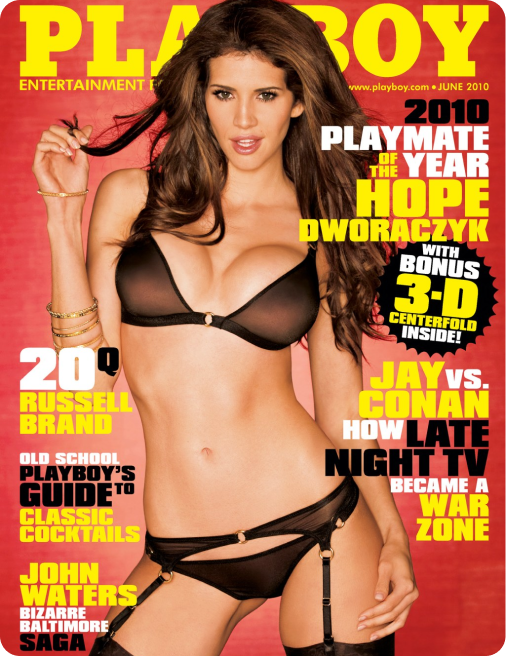 PLAYBOY
ENTERTAINMENT
www.playboy.com • JUNE 2010
2010
PLAYMATE
OF THE YEAR
HOPE
DWORACZYK
WITH
BONUS
3-D
CENTERFOLD
INSIDE!
20Q
RUSSELL
BRAND
JAY VS.
CONAN
HOW LATE
NIGHT TV
BECAME A
WAR
ZONE
OLD SCHOOL
PLAYBOY'S
GUIDE TO
CLASSIC
COCKTAILS
JOHN
WATERS
BIZARRE
BALTIMORE
SAGA